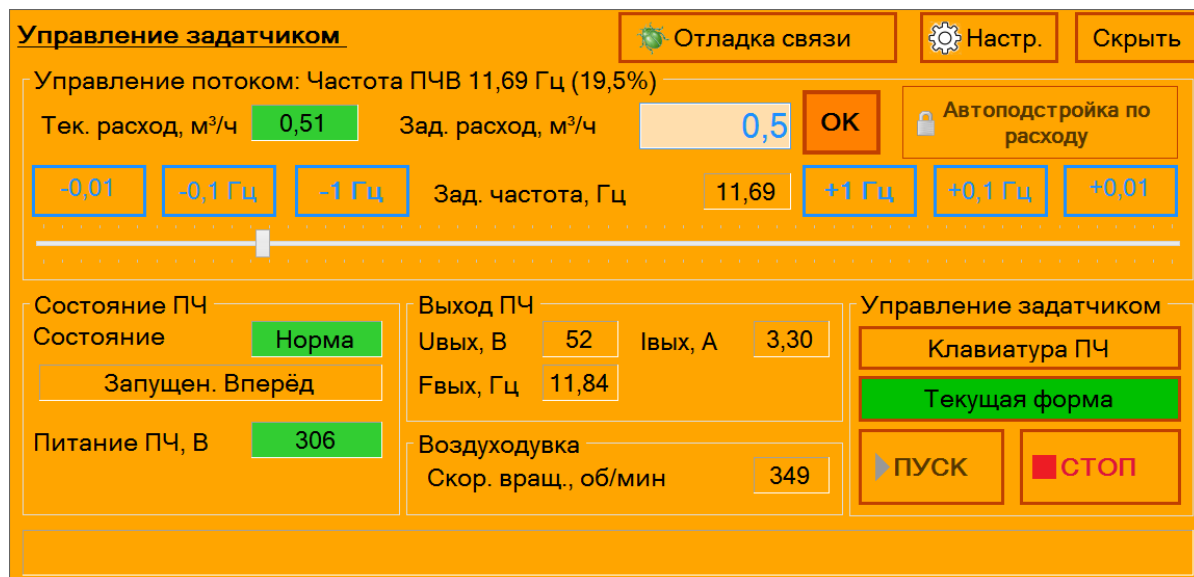 Управление задатчиком
Отладка связи
Настр.
Скрыть
Управление потоком: Частота ПЧВ 11,69 Гц (19,5%)
Тек. расход, м³/ч 0,51 Зад. расход, м³/ч 0,5 ОК
Автоподстройка по
расходу
-0,01 -0,1 Гц -1 Гц Зад. частота, Гц 11,69 +1 Гц +0,1 Гц +0,01
Состояние ПЧ
Состояние Норма
Запущен. Вперёд
Питание ПЧ, В 306
Выход ПЧ
Uвых, В 52 Iвых, А 3,30
Fвых, Гц 11,84
Воздуходувка
Скор. вращ., об/мин 349
Управление задатчиком
Клавиатура ПЧ
Текущая форма
ПУСК СТОП